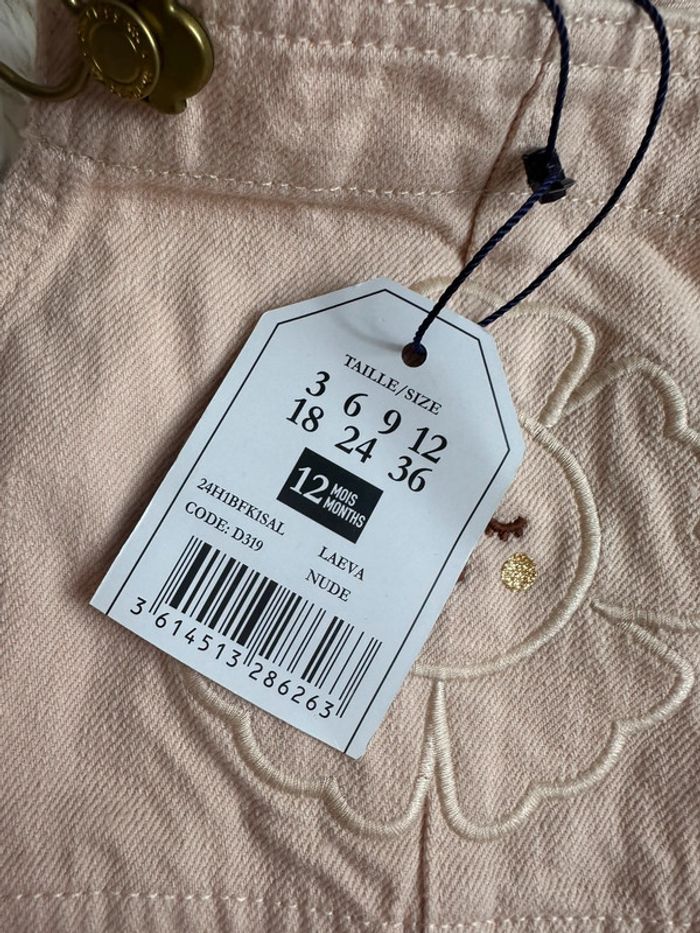 TAILLE/SIZE
3 6 9 12
18 24 36
12 MOIS
MONTHS
24H1BFK1SAL
CODE: D319
LAEVA
NUDE
3 614513 286263